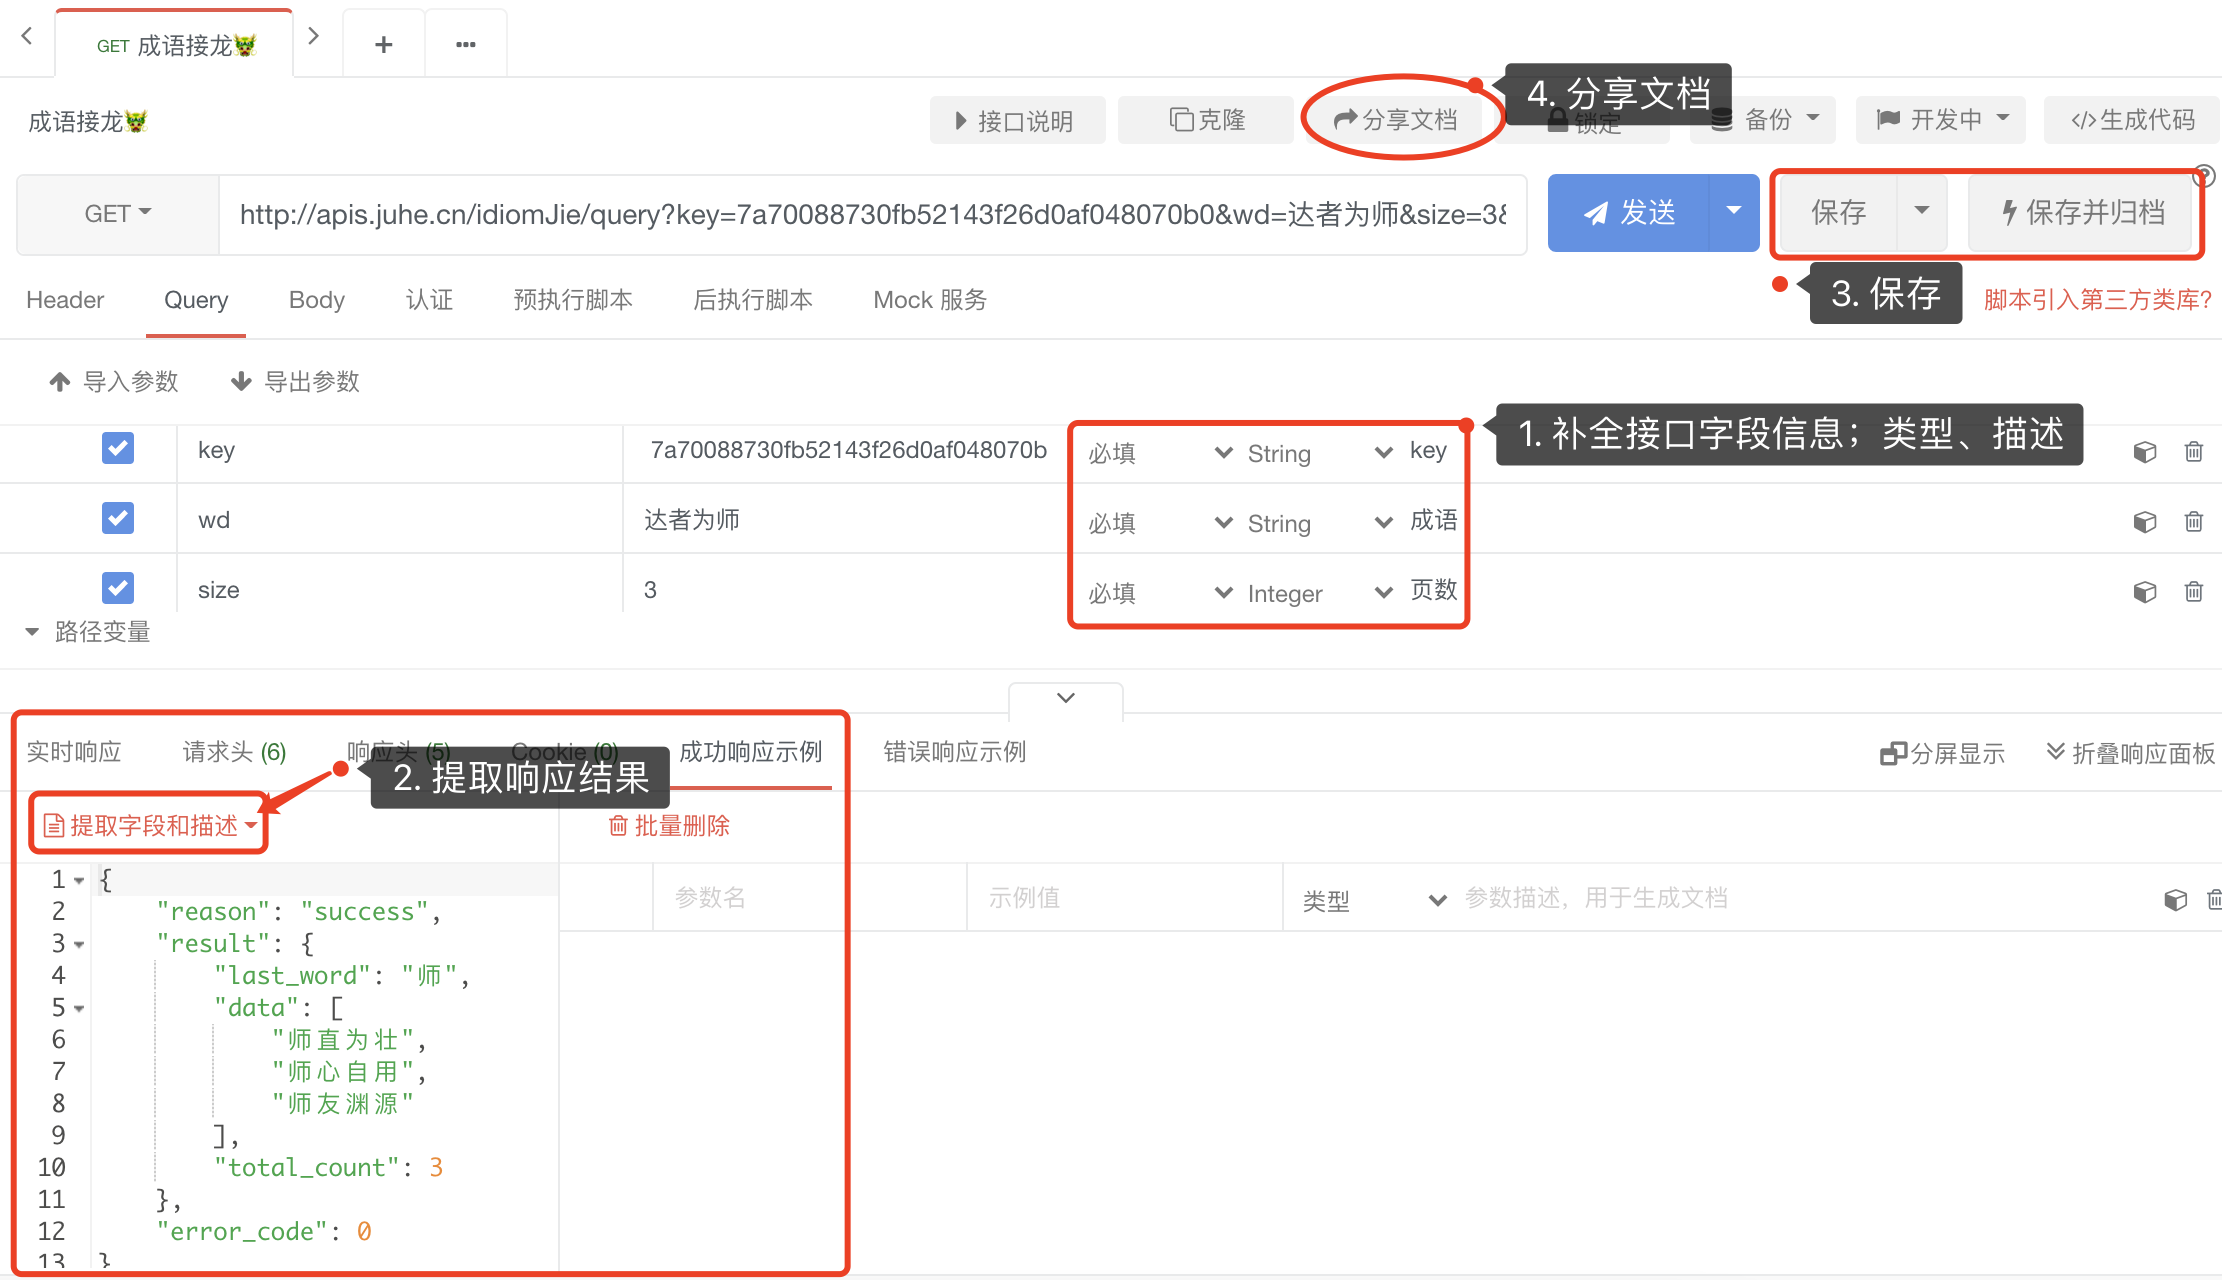 GET 成语接龙🐲
+
4. 分享文档
成语接龙🐲
接口说明
克隆
分享文档
锁定
备份
开发中
</>生成代码
GET
http://apis.juhe.cn/idiomJie/query?key=7a70088730fb52143f26d0af048070b0&wd=达者为师&size=3&
发送
保存
保存并归档
Header
Query
Body
认证
预执行脚本
后执行脚本
Mock 服务
3. 保存
脚本引入第三方类库?
导入参数
导出参数
1. 补全接口字段信息；类型、描述
key 7a70088730fb52143f26d0af048070b 必填 String key
wd 达者为师 必填 String 成语
size 3 必填 Integer 页数
路径变量
实时响应
请求头 (6)
响应头 (5)
Cookie (0)
成功响应示例
错误响应示例
分屏显示
折叠响应面板
2. 提取响应结果
提取字段和描述
批量删除
参数名
示例值
类型
参数描述，用于生成文档
1 {
2 "reason": "success",
3 "result": {
4 "last_word": "师",
5 "data": [
6 "师直为壮",
7 "师心自用",
8 "师友渊源"
9 ],
10 "total_count": 3
11 },
12 "error_code": 0
13 }